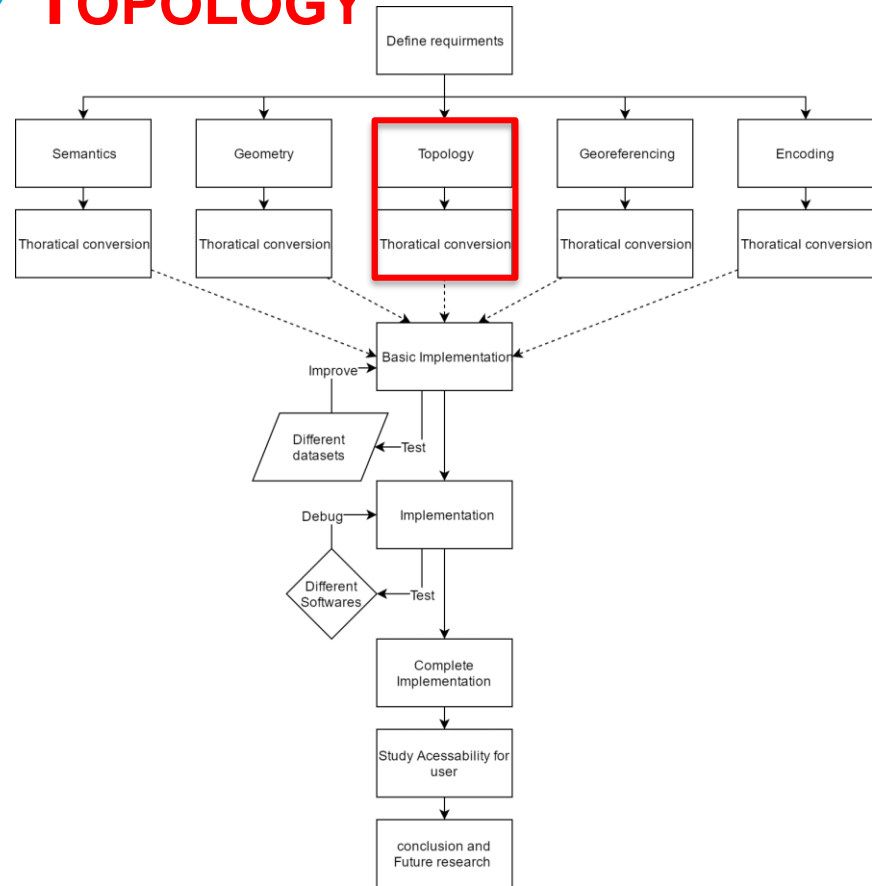 TOPOLOGY
Define requirments
Semantics
Geometry
Topology
Georeferencing
Encoding
Thoratical conversion
Thoratical conversion
Thoratical conversion
Thoratical conversion
Thoratical conversion
Basic Implementation
Improve
Different
datasets
Test
Implementation
Debug
Different
Softwares
Test
Complete
Implementation
Study Acessability for
user
conclusion and
Future research